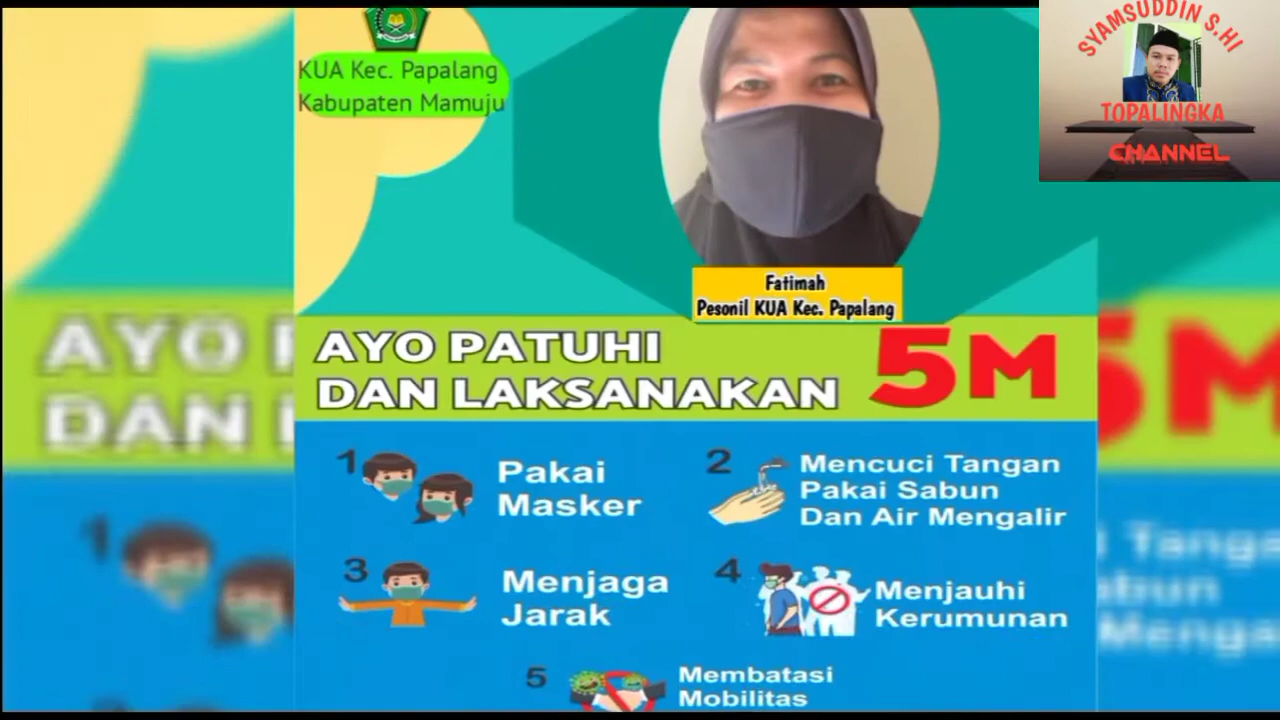 KUA Kec. Papalang
Kabupaten Mamuju
SYAMSUDDIN S.HI
TOPALINGKA
CHANNEL
Fatimah
Pesonil KUA Kec. Papalang
AYO PATUHI
DAN LAKSANAKAN
5M
1
Pakai
Masker
2
Mencuci Tangan
Pakai Sabun
Dan Air Mengalir
3
Menjaga
Jarak
4
Menjauhi
Kerumunan
5
Membatasi
Mobilitas